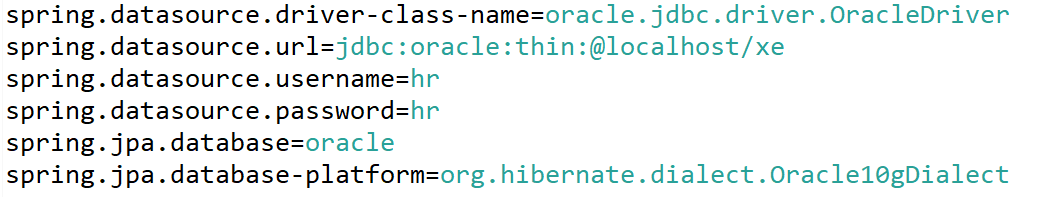 spring.datasource.driver-class-name=oracle.jdbc.driver.OracleDriver
spring.datasource.url=jdbc:oracle:thin:@localhost/xe
spring.datasource.username=hr
spring.datasource.password=hr
spring.jpa.database=oracle
spring.jpa.database-platform=org.hibernate.dialect.Oracle10gDialect